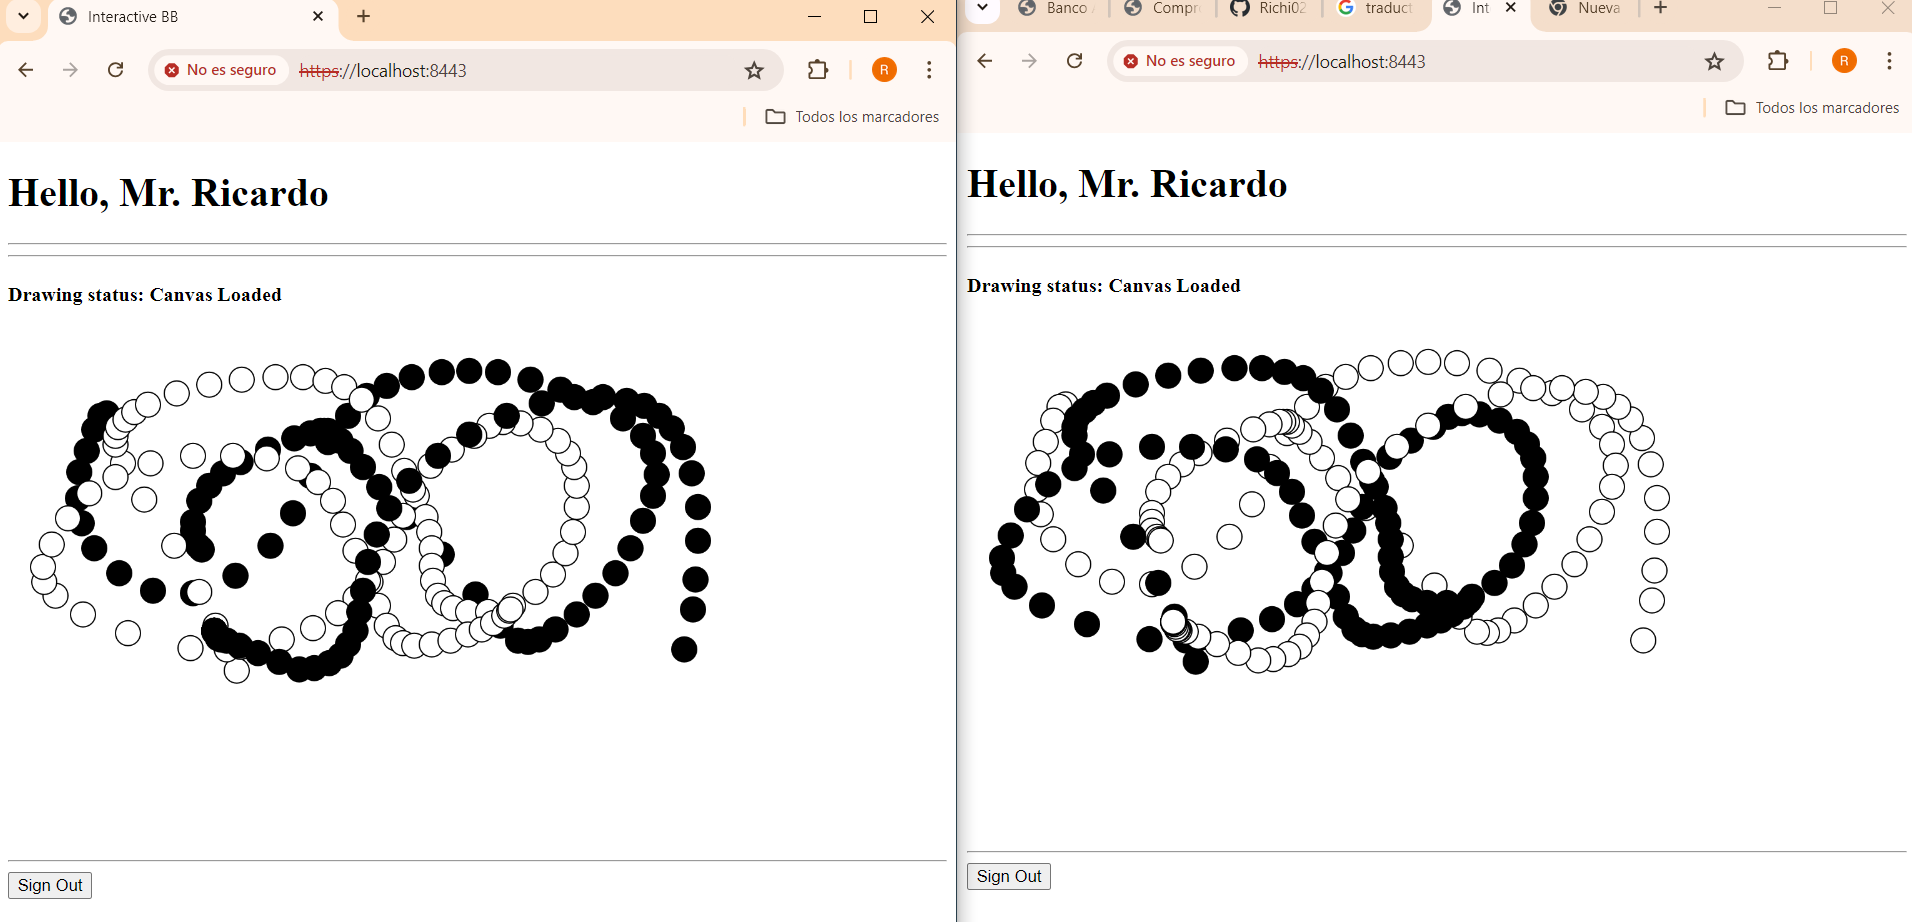 Interactive BB
No es seguro
https://localhost:8443
R
Todos los marcadores
Hello, Mr. Ricardo
Drawing status: Canvas Loaded
Sign Out
Banco
Compr
Richi02
traduct
Int
Nueva
No es seguro
https://localhost:8443
R
Todos los marcadores
Hello, Mr. Ricardo
Drawing status: Canvas Loaded
Sign Out